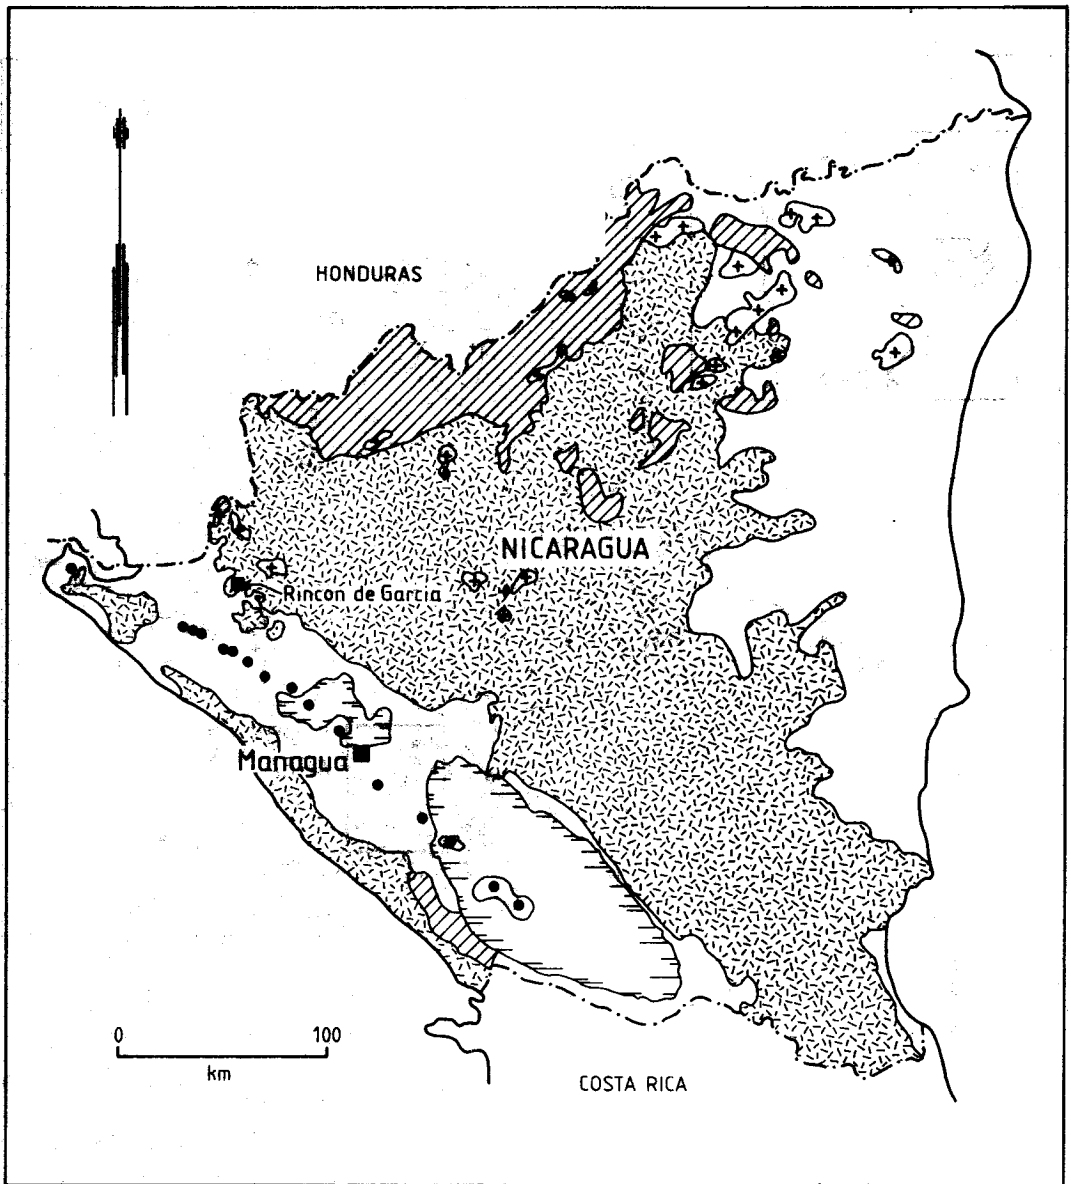 HONDURAS
NICARAGUA
Rincon de Garcia
Managua
0 100
km
COSTA RICA